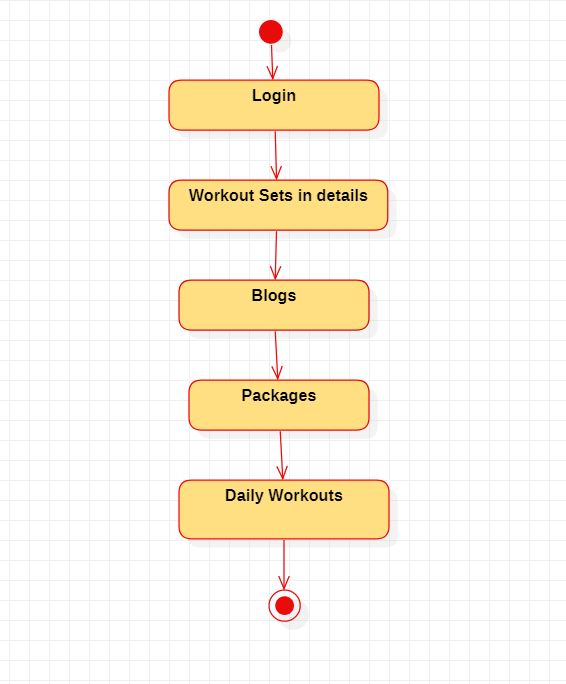 Login
Workout Sets in details
Blogs
Packages
Daily Workouts